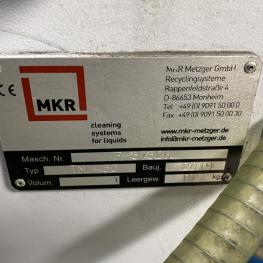 CE
MKR
cleaning
systems
for liquids
MKR Metzger GmbH
Recyclingsysteme
Rappenfeldstraße 4
D-86653 Monheim
Tel +49 (0) 9091 50 00 0
Fax +49 (0) 9091 50 00 30
www.mkr-metzger.de
info@mkr-metzger.de
Masch. Nr.
Typ Bauj.
Volum. l Leergew. kg